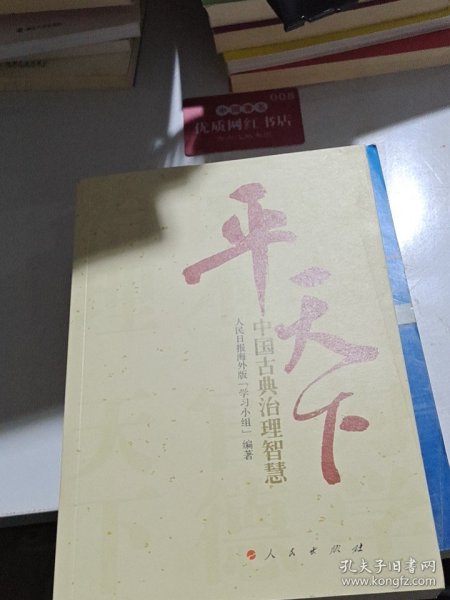 008
优质网红书店
平天下
中国古典治理智慧
人民日报海外版「学习小组」 编著
人民出版社
孔夫子旧书网
www.kongfz.com